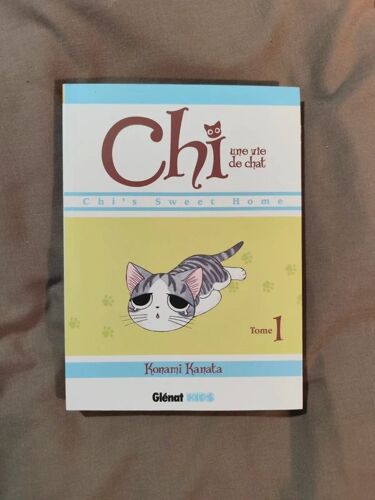 Chi
une vie
de chat
Chi's Sweet Home
Tome 1
Konami Kanata
Glénat KIDS